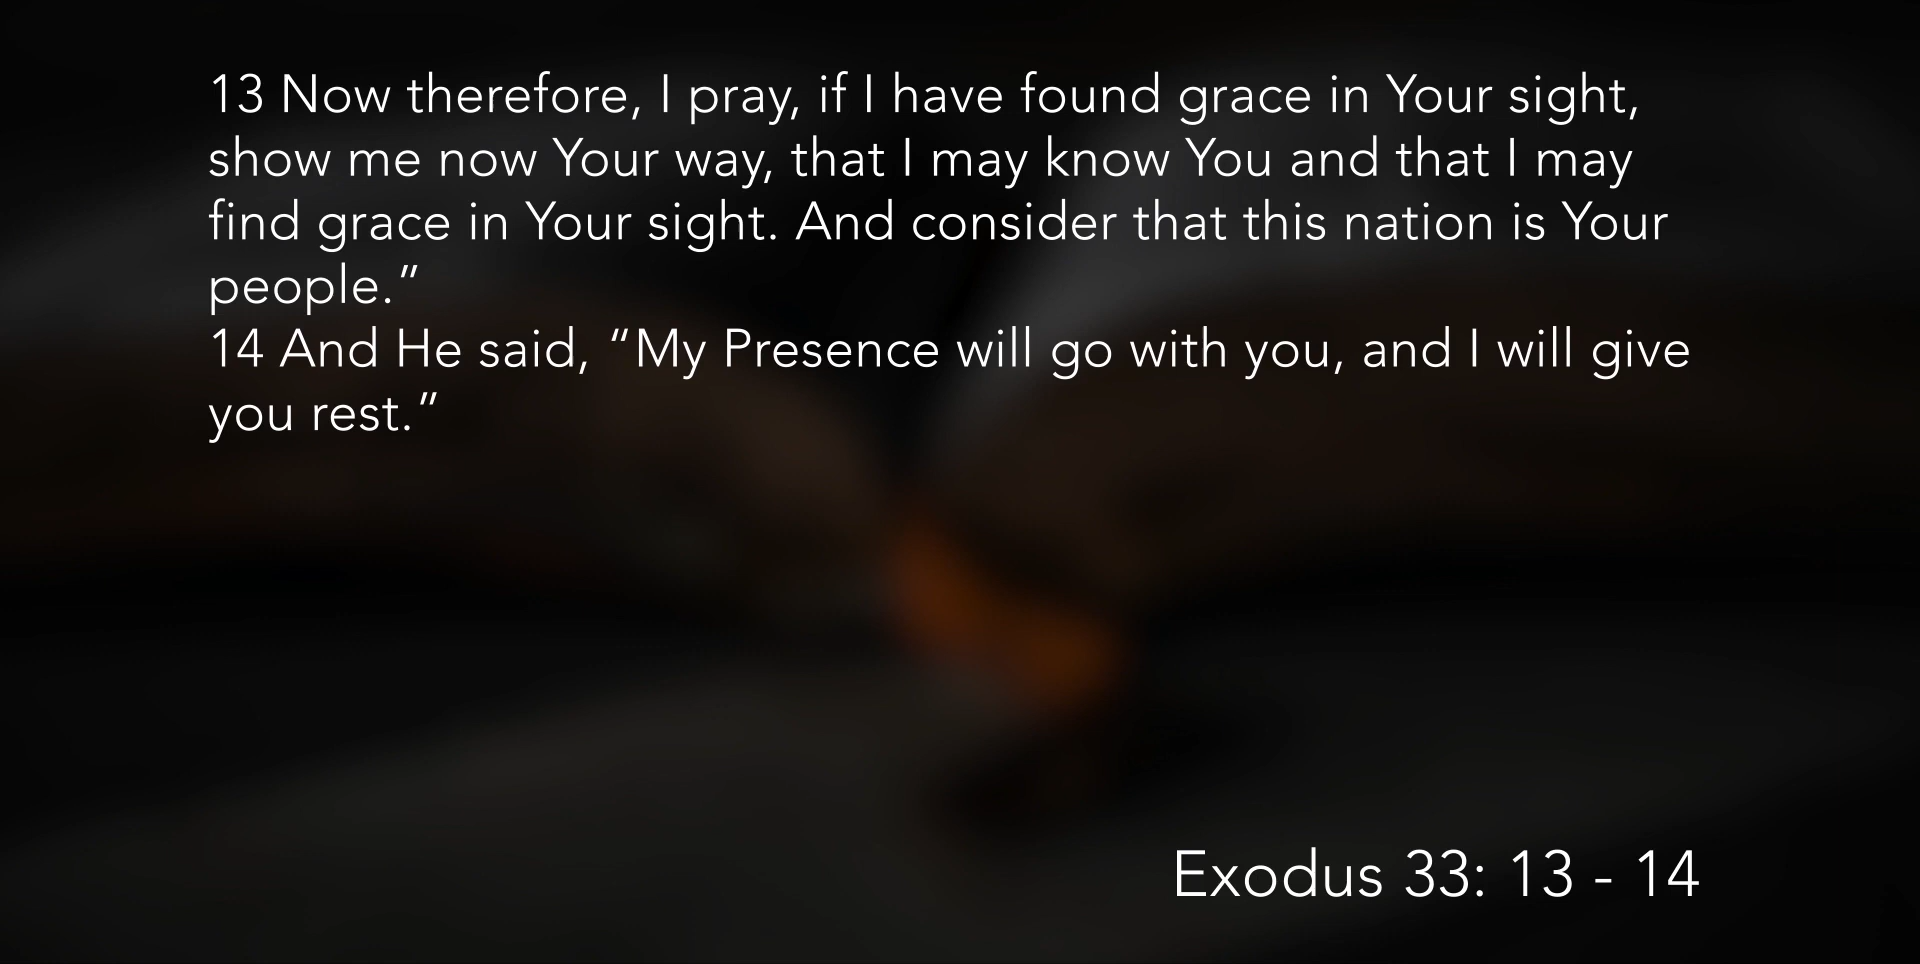 13 Now therefore, I pray, if I have found grace in Your sight,
show me now Your way, that I may know You and that I may
find grace in Your sight. And consider that this nation is Your
people.”
14 And He said, “My Presence will go with you, and I will give
you rest.”
Exodus 33: 13 - 14